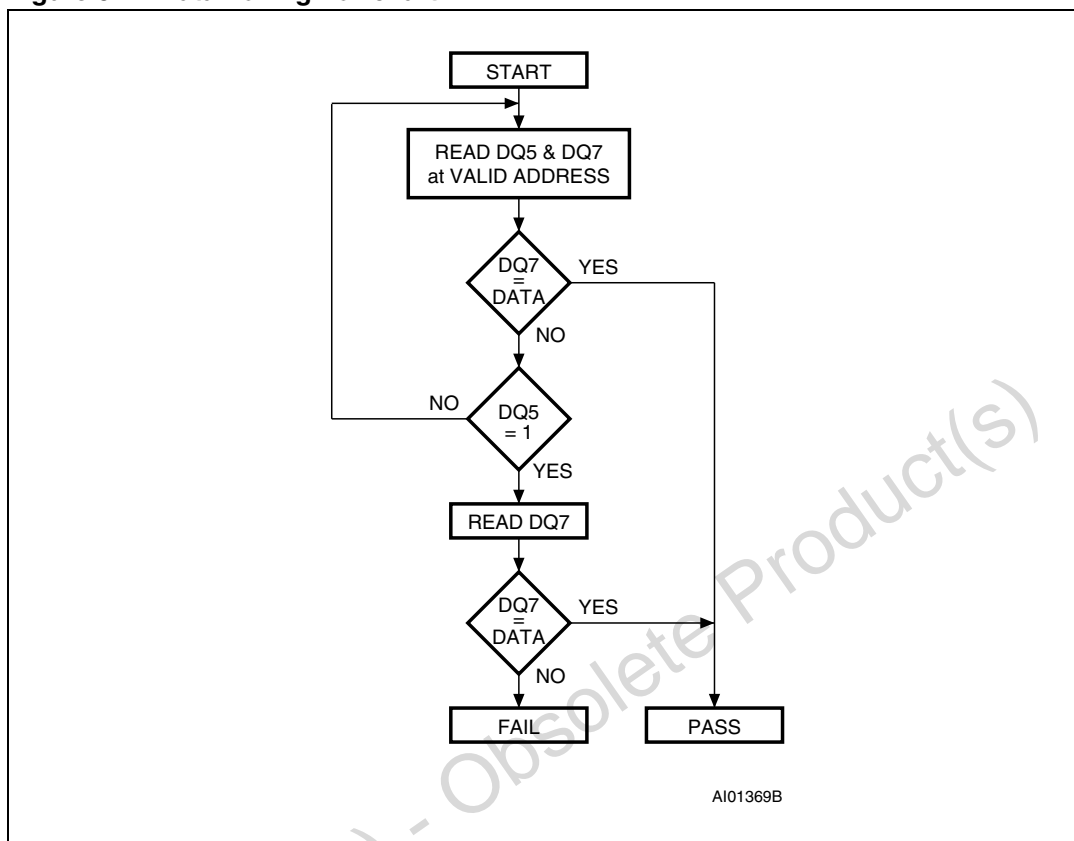 START
READ DQ5 & DQ7
at VALID ADDRESS
DQ7
=
DATA
YES
NO
NO
DQ5
= 1
YES
READ DQ7
DQ7
=
DATA
YES
NO
FAIL
PASS
AI01369B
) - Obsolete Product(s)